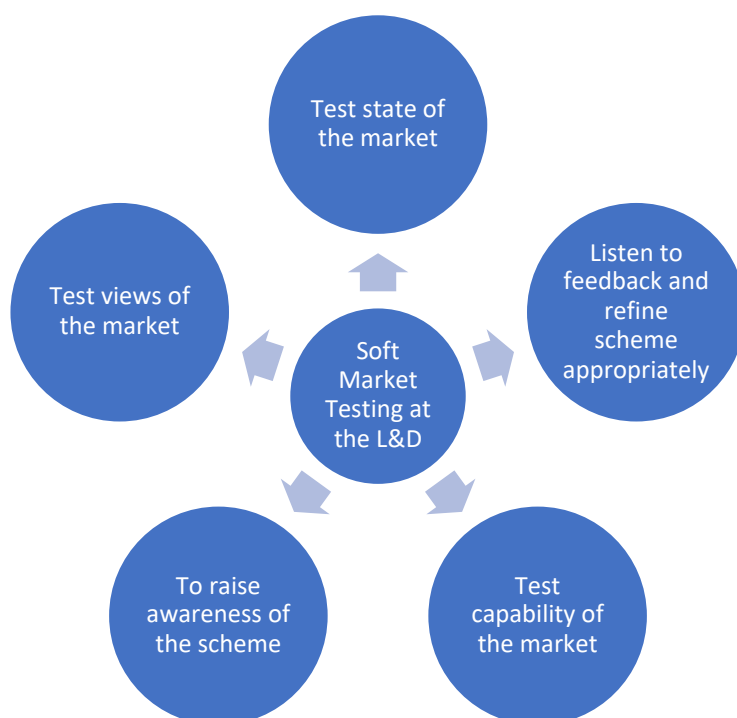 Test state of
the market
Listen to
feedback and
refine
scheme
appropriately
Test
capability of
the market
To raise
awareness of
the scheme
Test views of
the market
Soft
Market
Testing at
the L&D